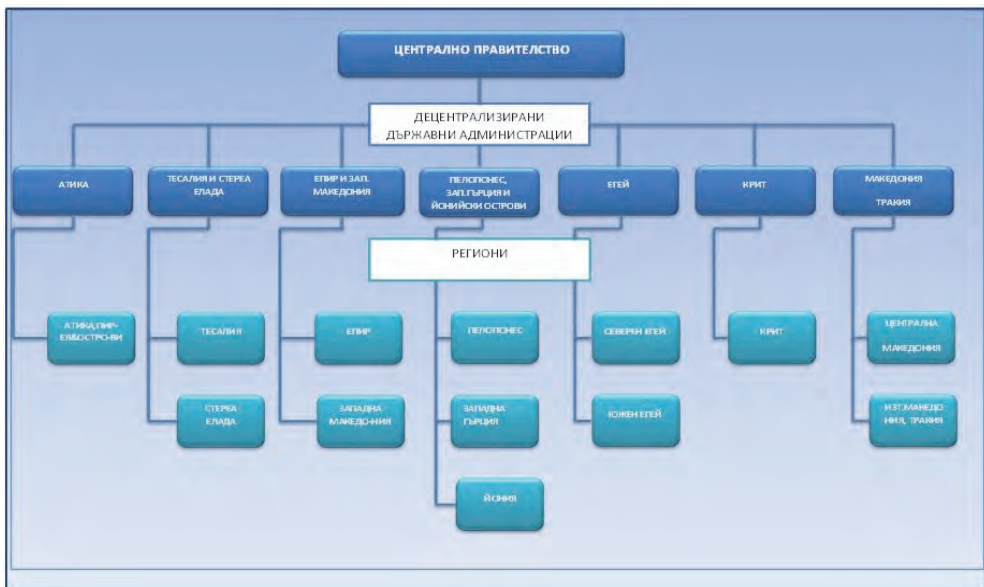 ЦЕНТРАЛНО ПРАВИТЕЛСТВО
ДЕЦЕНТРАЛИЗИРАНИ
ДЪРЖАВНИ АДМИНИСТРАЦИИ
АТИКА
ТЕСАЛИЯ И СТЕРЕА
ЕЛАДА
ЕПИР И ЗАП.
МАКЕДОНИЯ
ПЕЛОПОНЕС,
ЗАП.ГЪРЦИЯ И
ЙОНИЙСКИ ОСТРОВИ
ЕГЕЙ
КРИТ
МАКЕДОНИЯ
ТРАКИЯ
РЕГИОНИ
АТИКА,ПИР-
ЕЯ&ОСТРО-ВИ
ТЕСАЛИЯ
ЕПИР
ПЕЛОПОНЕС
СЕВЕРЕН ЕГЕЙ
КРИТ
ЦЕНТРАЛНА
МАКЕДОНИЯ
СТЕРЕА
ЕЛАДА
ЗАПАДНА
МАКЕДО-НИЯ
ЗАПАДНА
ГЪРЦИЯ
ЮЖЕН ЕГЕЙ
ИЗТ.МАКЕДО
НИЯ, ТРАКИЯ
ЙОНИЯ